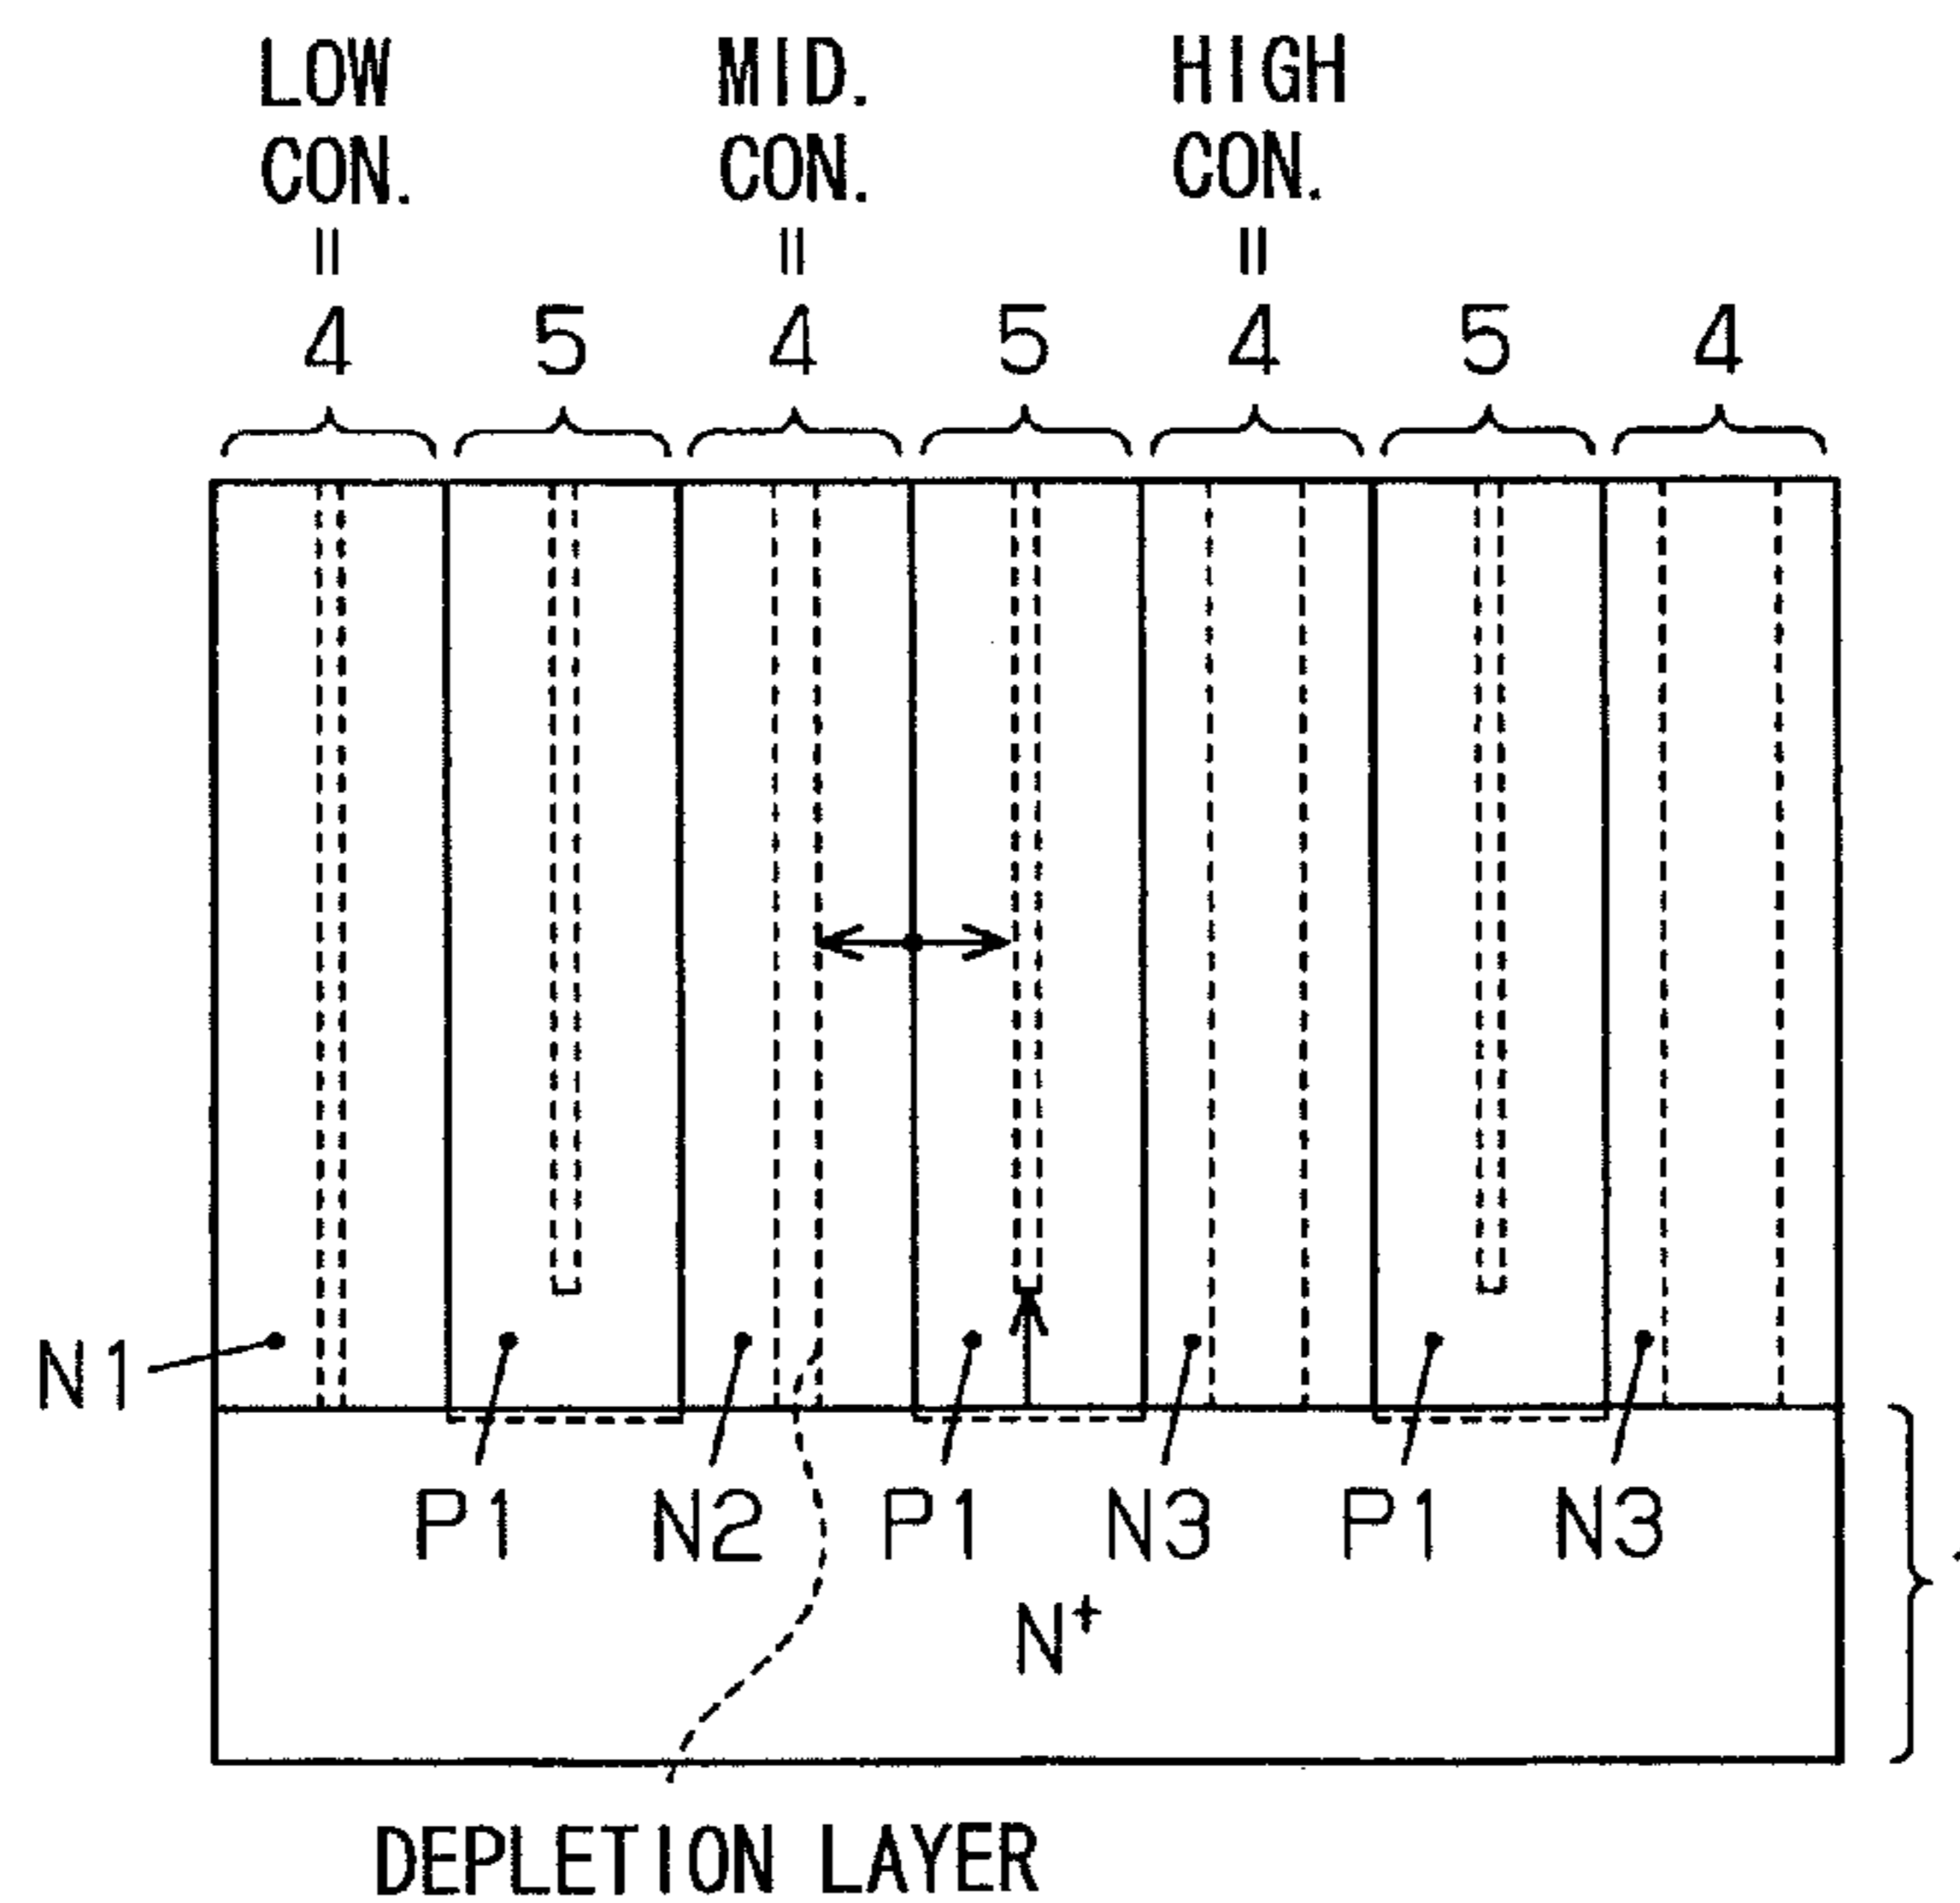 LOW MID. HIGH
CON. CON. CON.
= = =
4 5 4 5 4 5 4
N1
P1 N2 P1 N3 P1 N3
N+
DEPLETION LAYER